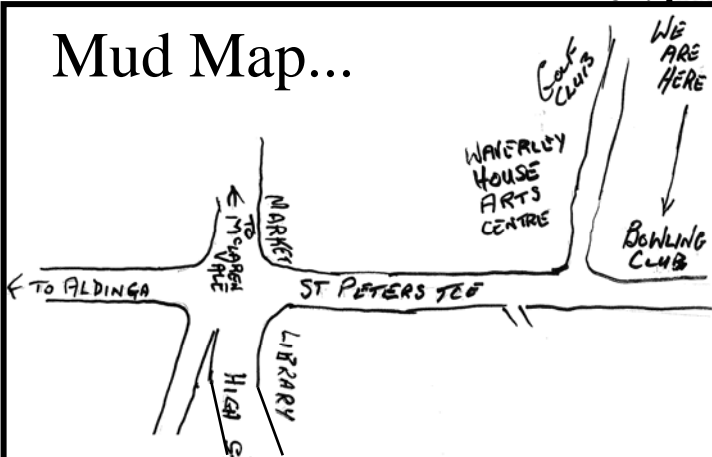 Mud Map...
WE
ARE
HERE
GOLF
CLUB
WAVERLEY
HOUSE
ARTS
CENTRE
BOWLING
CLUB
MARKET
TO
McLAREN
VALE
TO ALDINGA
ST PETERS TCE
LIBRARY
HIGH